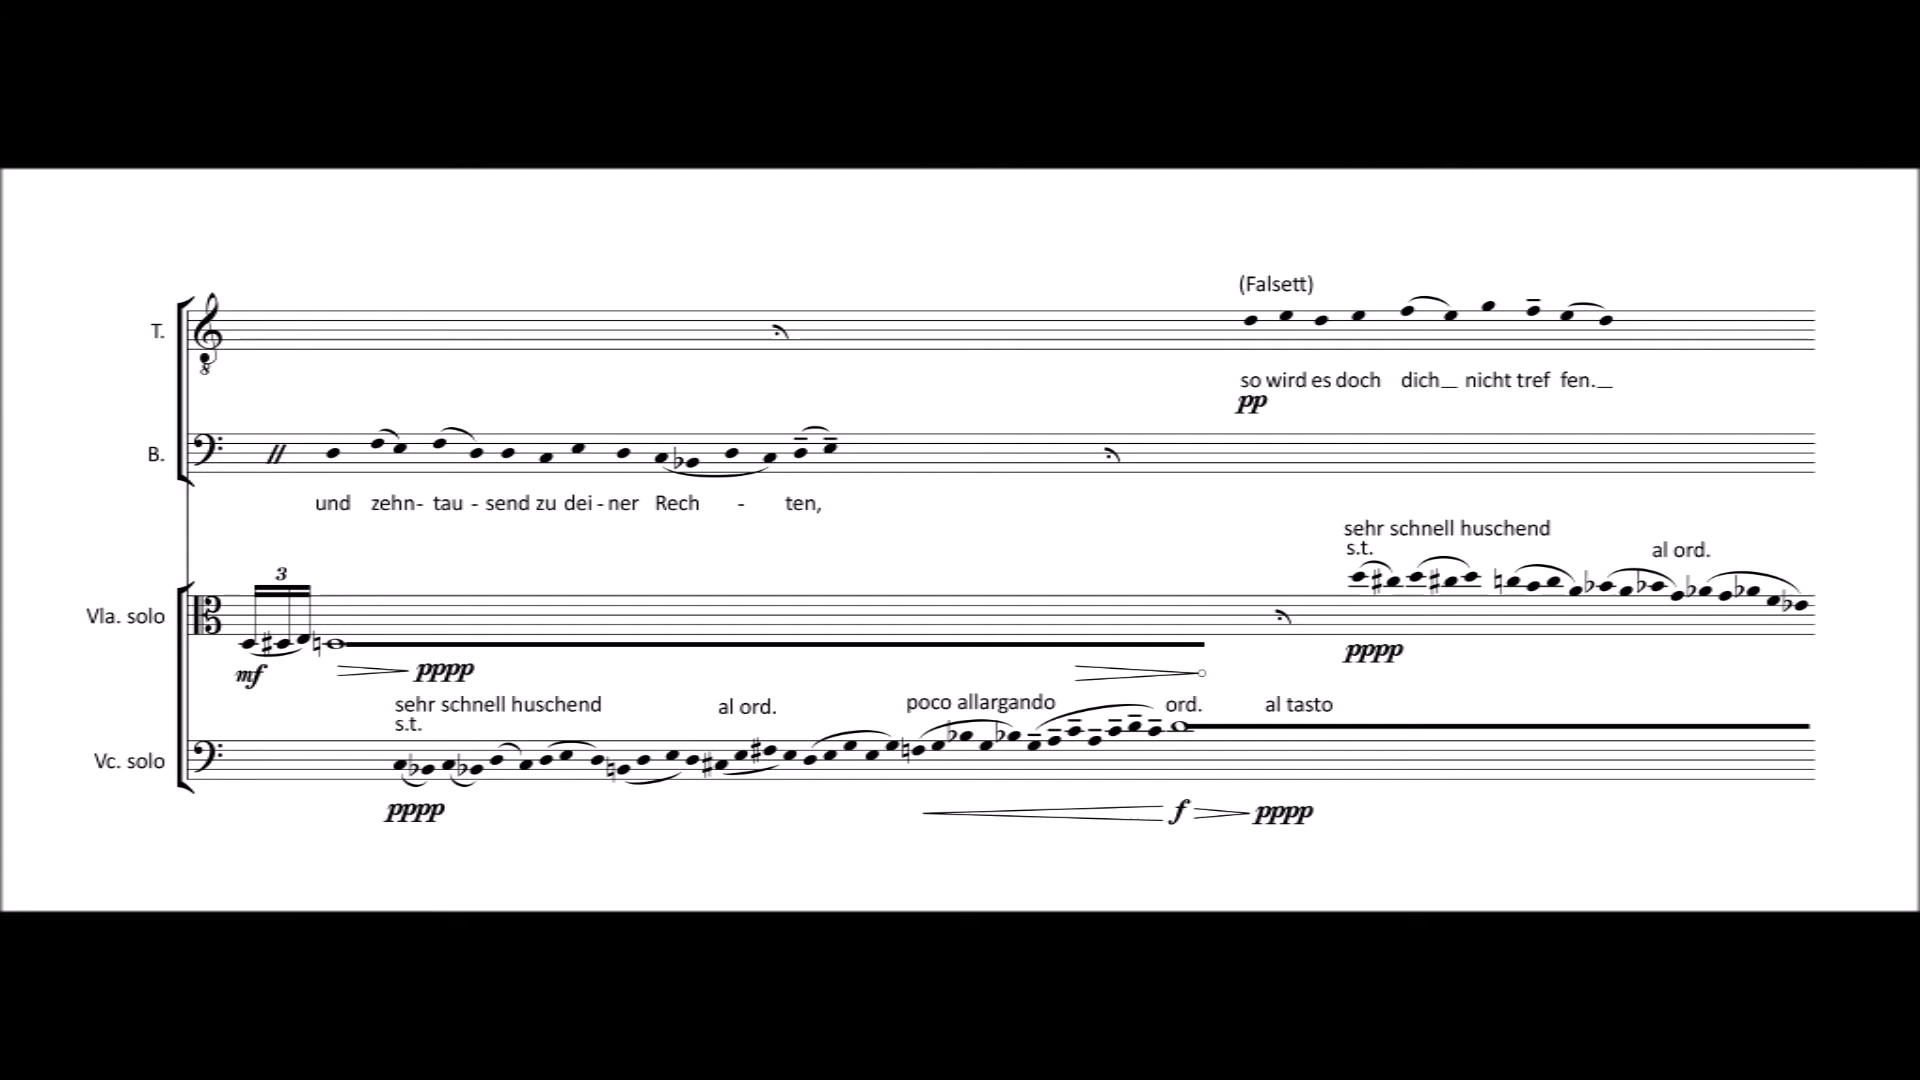 (Falsett)
T.
8
so wird es doch dich_ nicht tref fen._
pp
B.
und zehn- tau - send zu dei - ner Rech - ten,
sehr schnell huschend
s.t. al ord.
3
Vla. solo
mf pppp pppp
sehr schnell huschend al ord. poco allargando ord. al tasto
s.t.
Vc. solo
pppp f pppp